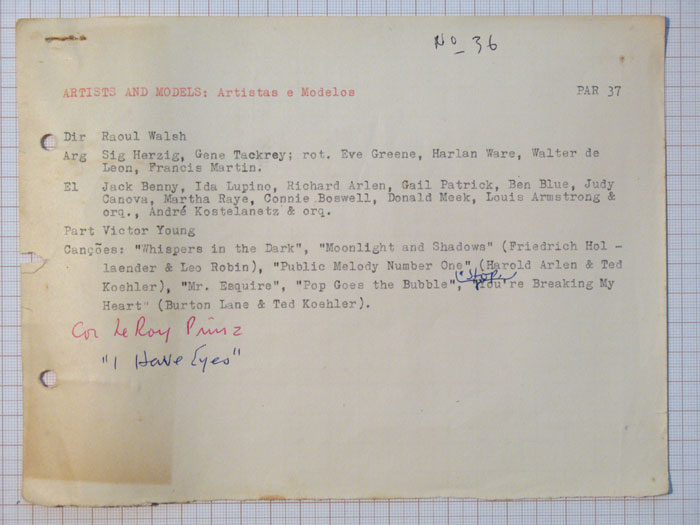 No 36
ARTISTS AND MODELS: Artistas e Modelos PAR 37
Dir Raoul Walsh
Arg Sig Herzig, Gene Tackrey; rot. Eve Greene, Harlan Ware, Walter de
Leon, Francis Martin.
El Jack Benny, Ida Lupino, Richard Arlen, Gail Patrick, Ben Blue, Judy
Canova, Martha Raye, Connie Boswell, Donald Meek, Louis Armstrong &
orq., André Kostelanetz & orq.
Part Victor Young
Canções: "Whispers in the Dark", "Moonlight and Shadows" (Friedrich Hol -
laender & Leo Robin), "Public Melody Number One" (Harold Arlen & Ted
Koehler), "Mr. Esquire", "Pop Goes the Bubble", "Stop You're Breaking My
Heart" (Burton Lane & Ted Koehler).
Cor LeRoy Prinz
"I Have Eyes"